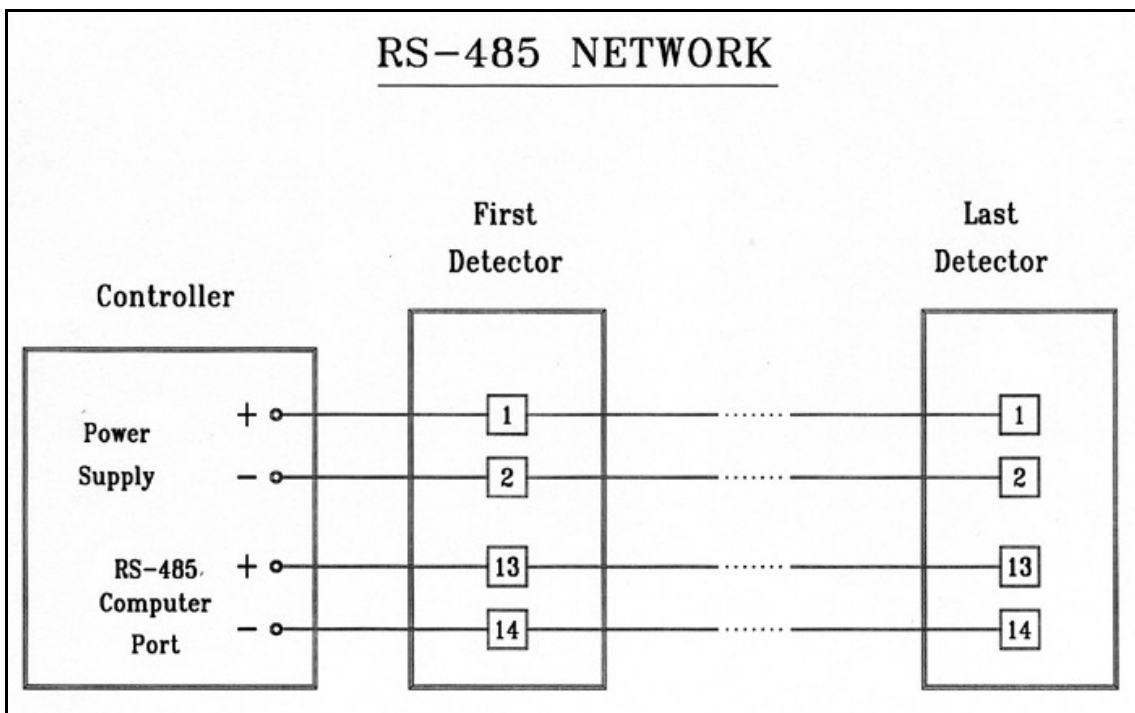 RS-485 NETWORK
First
Detector
Last
Detector
Controller
Power
Supply
+
-
RS-485
Computer
Port
+
-
1
2
13
14
1
2
13
14